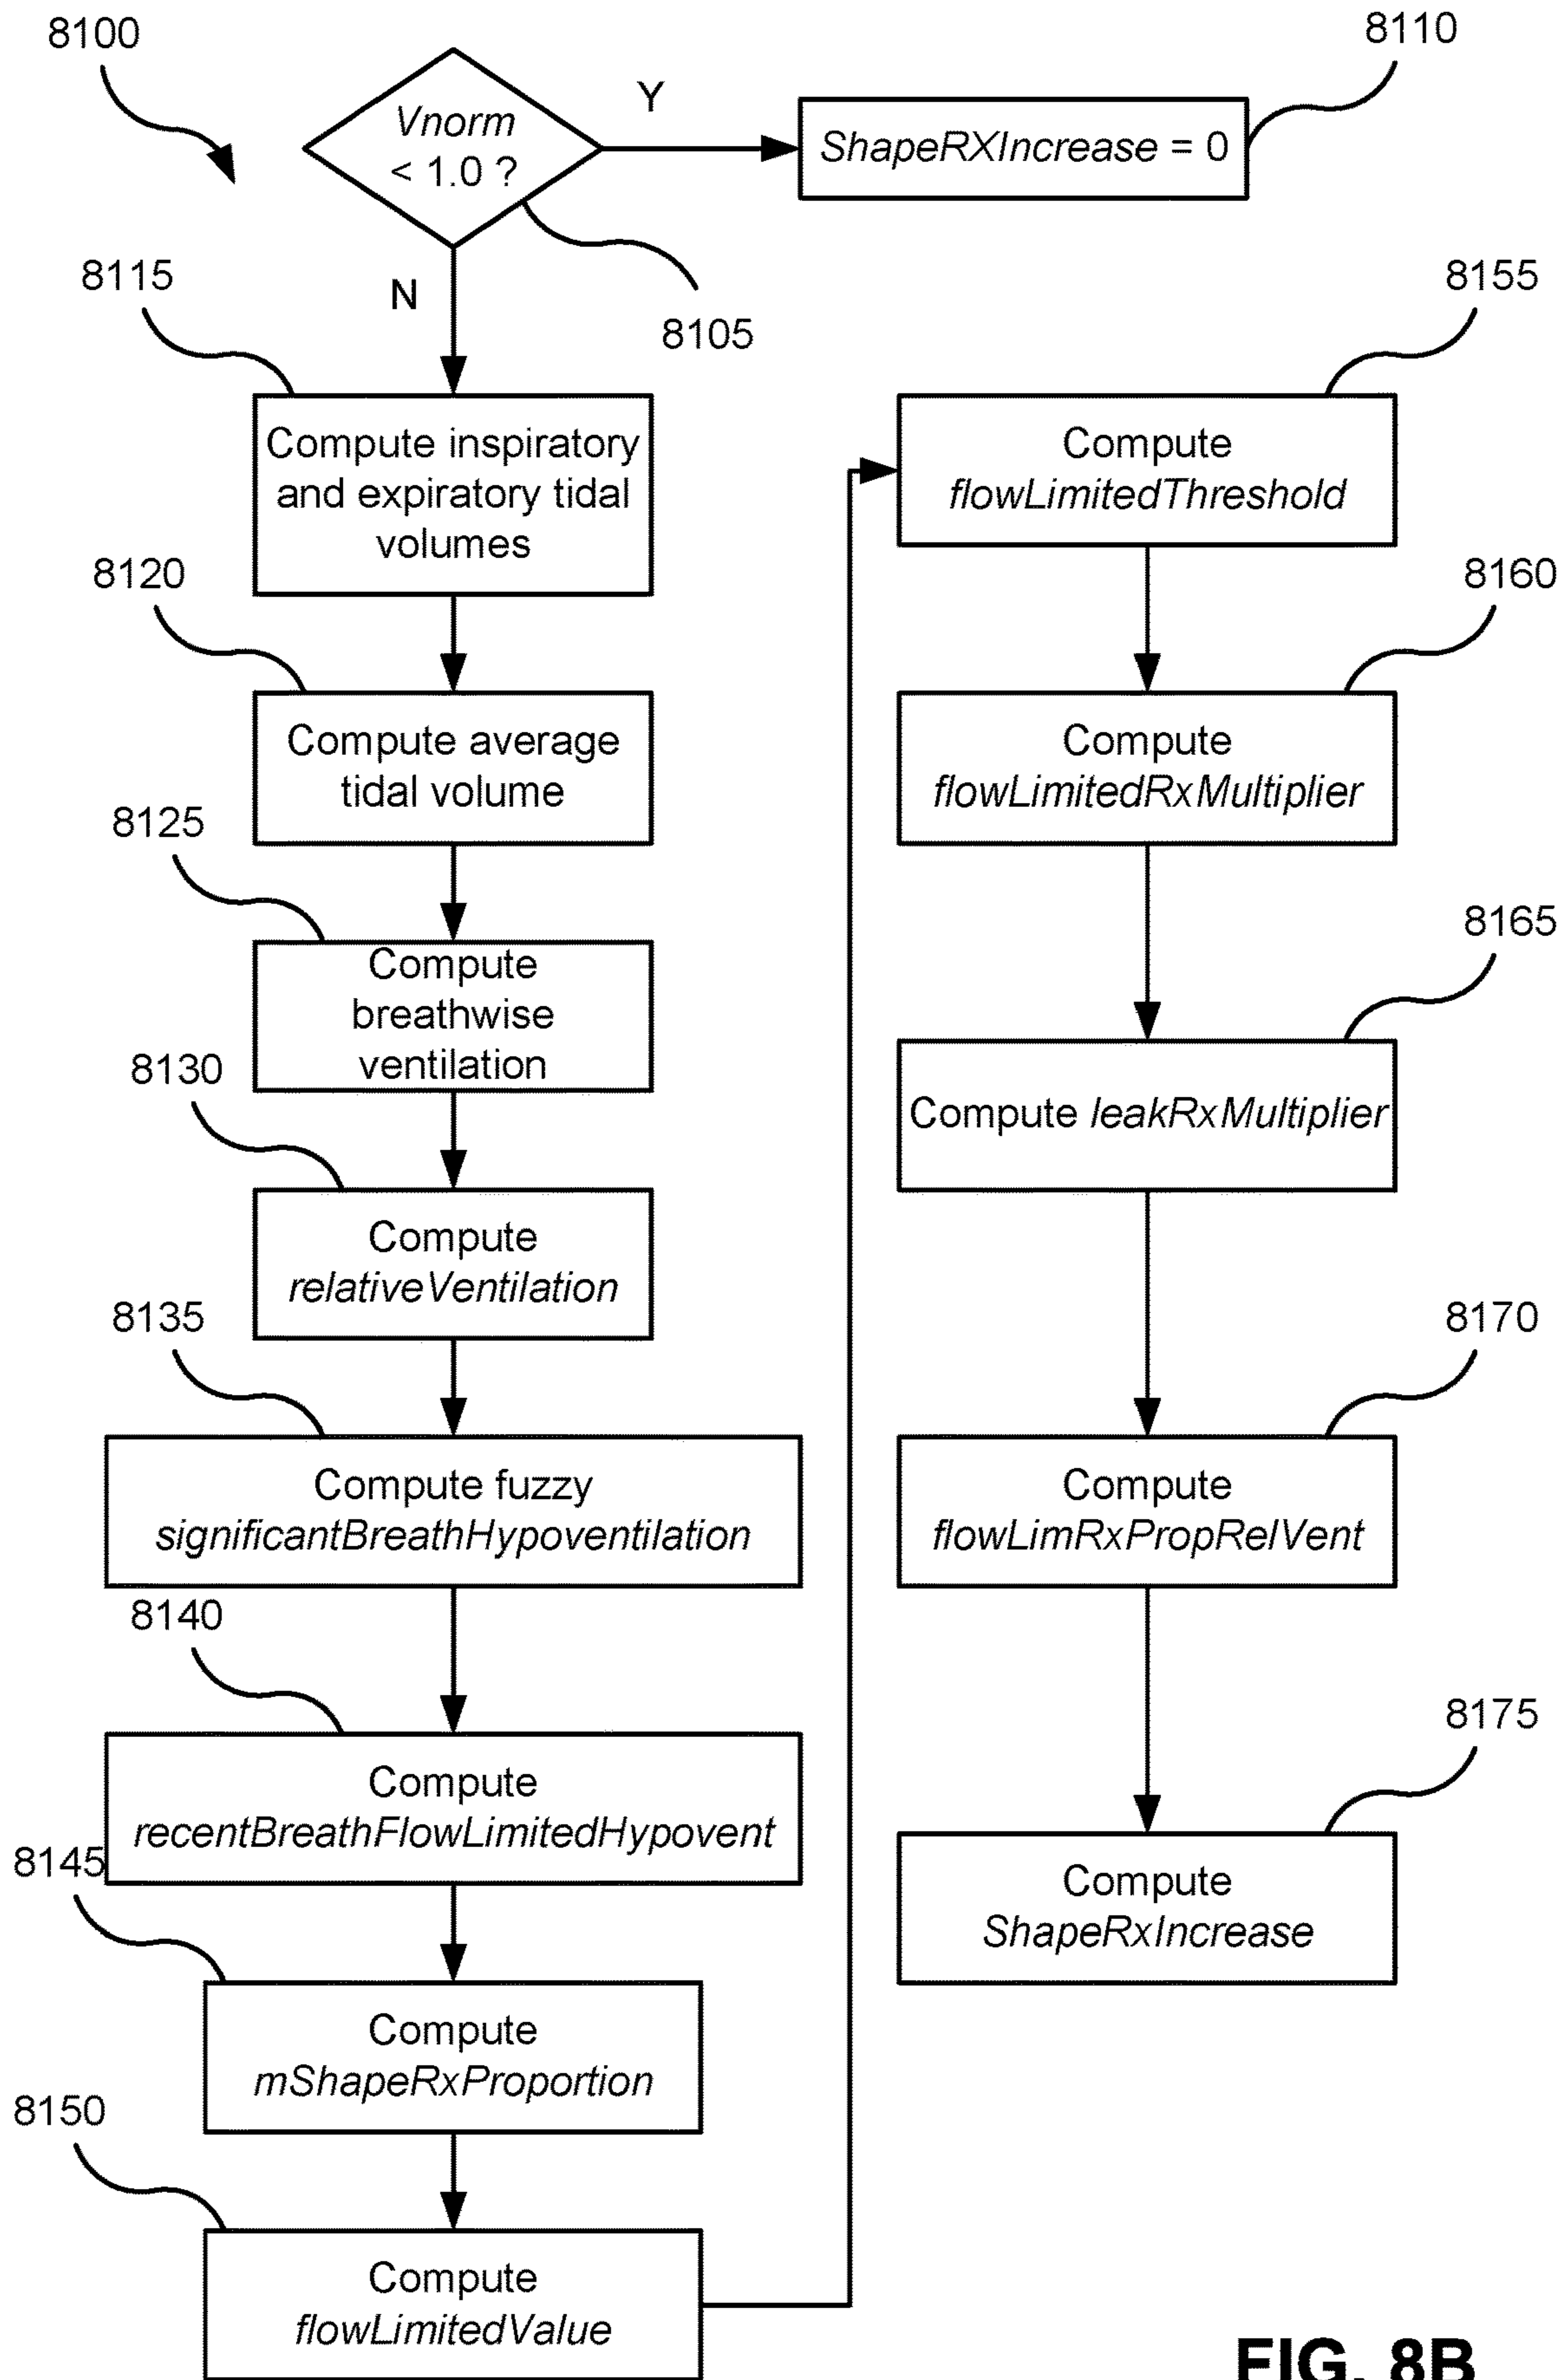 8100
8110
Vnorm
< 1.0 ?
Y
ShapeRXIncrease = 0
N
8105
8115
Compute inspiratory
and expiratory tidal
volumes
8120
Compute average
tidal volume
8125
Compute
breathwise
ventilation
8130
Compute
relativeVentilation
8135
Compute fuzzy
significantBreathHypoventilation
8140
Compute
recentBreathFlowLimitedHypovent
8145
Compute
mShapeRxProportion
8150
Compute
flowLimitedValue
8155
Compute
flowLimitedThreshold
8160
Compute
flowLimitedRxMultiplier
8165
Compute leakRxMultiplier
8170
Compute
flowLimRxPropRelVent
8175
Compute
ShapeRxIncrease
FIG. 8B